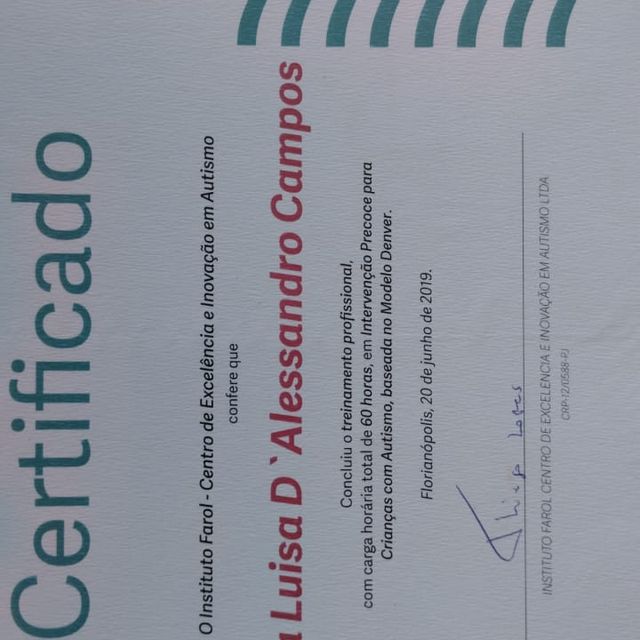 Certificado
O Instituto Farol - Centro de Excelência e Inovação em Autismo
confere que
Luisa D`Alessandro Campos
Concluiu o treinamento profissional,
com carga horária total de 60 horas, em Intervenção Precoce para
Crianças com Autismo, baseada no Modelo Denver.
Florianópolis, 20 de junho de 2019.
Thiago Lopes
INSTITUTO FAROL CENTRO DE EXCELENCIA E INOVAÇÃO EM AUTISMO LTDA
CRP-12/0588-PJ